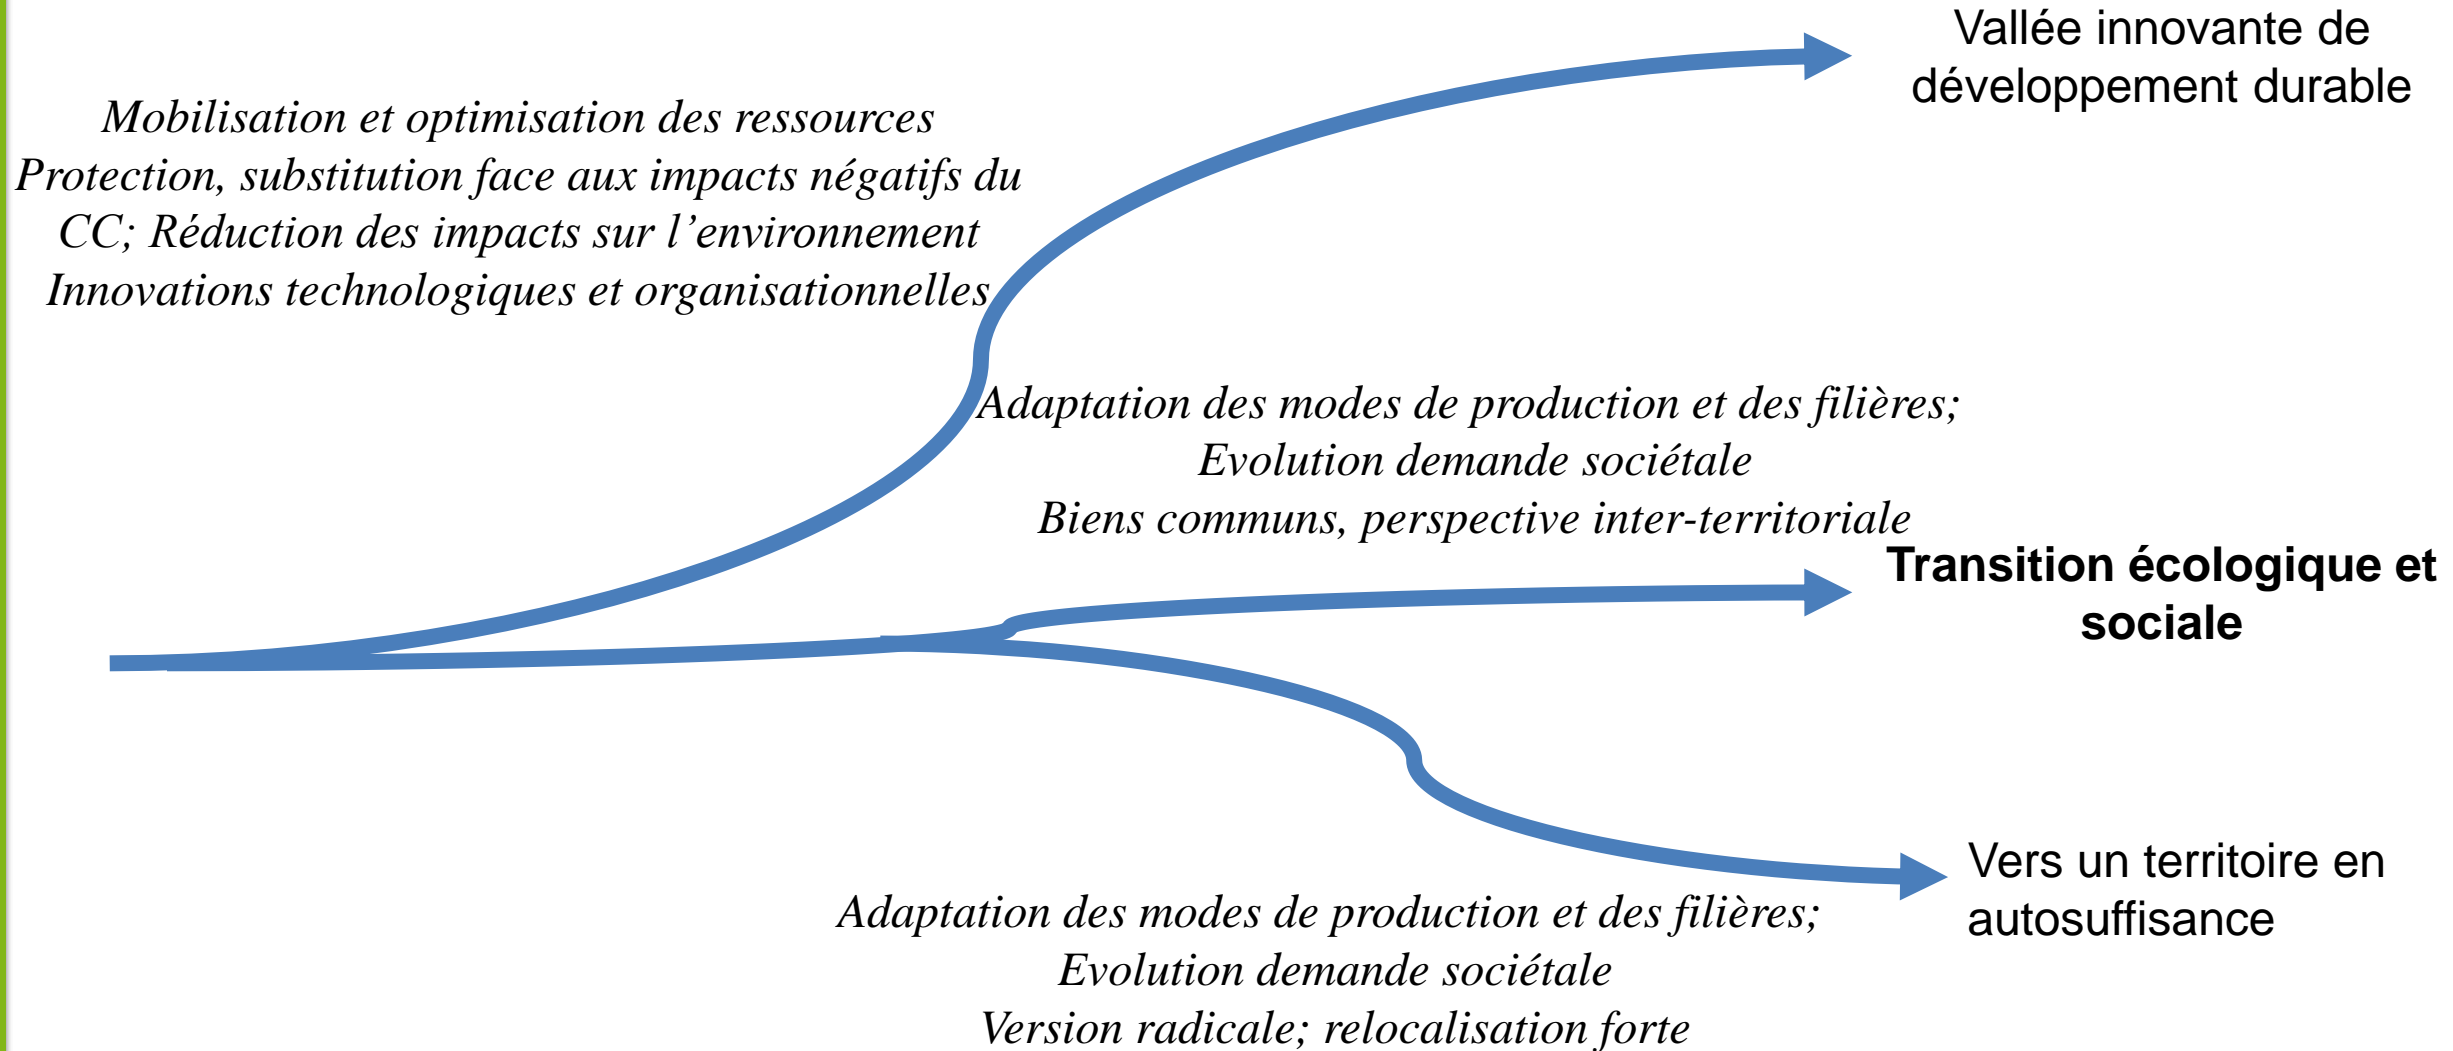 Vallée innovante de
développement durable
Mobilisation et optimisation des ressources
Protection, substitution face aux impacts négatifs du
CC; Réduction des impacts sur l’environnement
Innovations technologiques et organisationnelles
Adaptation des modes de production et des filières;
Evolution demande sociétale
Biens communs, perspective inter-territoriale
Transition écologique et
sociale
Vers un territoire en
autosuffisance
Adaptation des modes de production et des filières;
Evolution demande sociétale
Version radicale; relocalisation forte